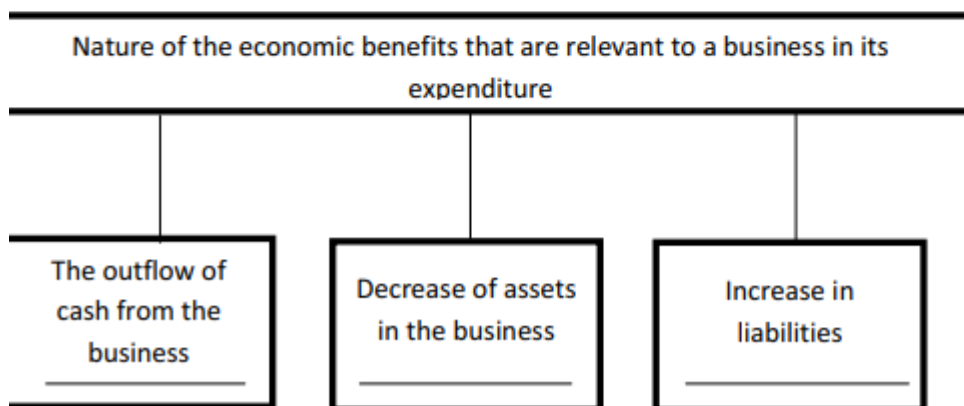 Nature of the economic benefits that are relevant to a business in its
expenditure
The outflow of
cash from the
business
Decrease of assets
in the business
Increase in
liabilities